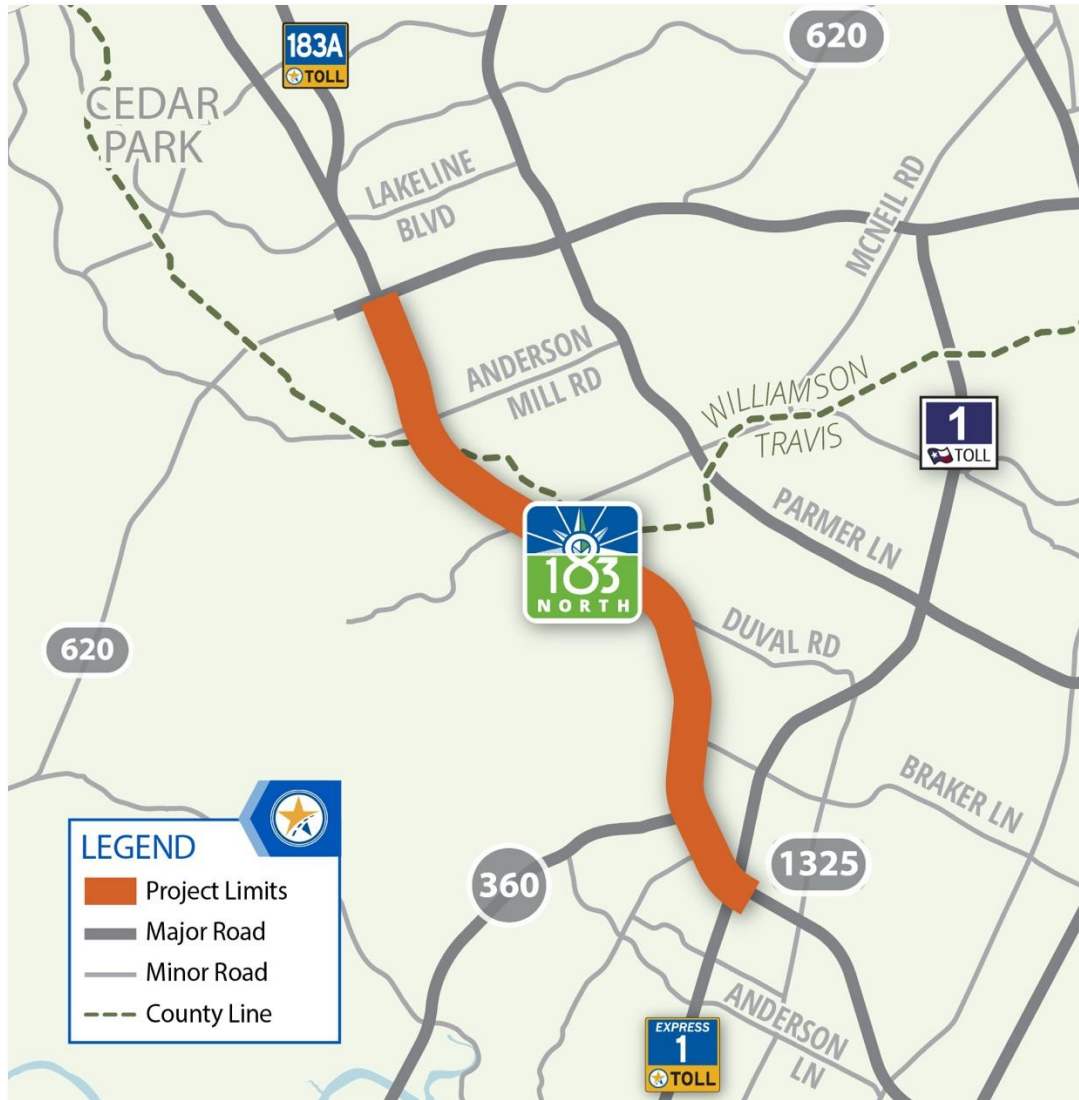 183A
TOLL
620
CEDAR
PARK
LAKELINE
BLVD
MCNEIL RD
ANDERSON
MILL RD
WILLIAMSON
TRAVIS
1
TOLL
PARMER LN
183
NORTH
DUVAL RD
620
BRAKER LN
LEGEND
Project Limits
Major Road
Minor Road
County Line
360
1325
ANDERSON
LN
EXPRESS
1
TOLL